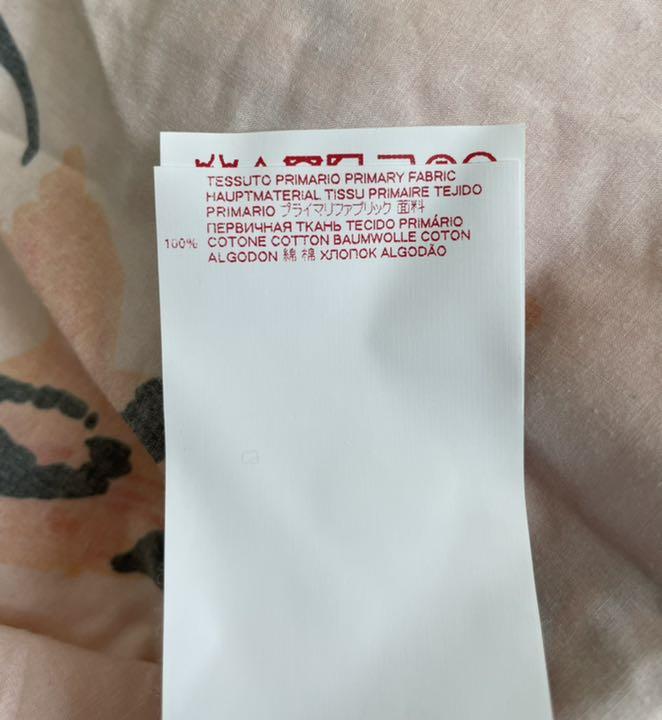 TESSUTO PRIMARIO PRIMARY FABRIC
HAUPTMATERIAL TISSU PRIMAIRE TEJIDO
PRIMARIO プライマリファブリック 面料
ПЕРВИЧНАЯ ТКАНЬ TECIDO PRIMÁRIO
100% COTONE COTTON BAUMWOLLE COTON
ALGODON 綿 棉 ХЛОПОК ALGODÃO